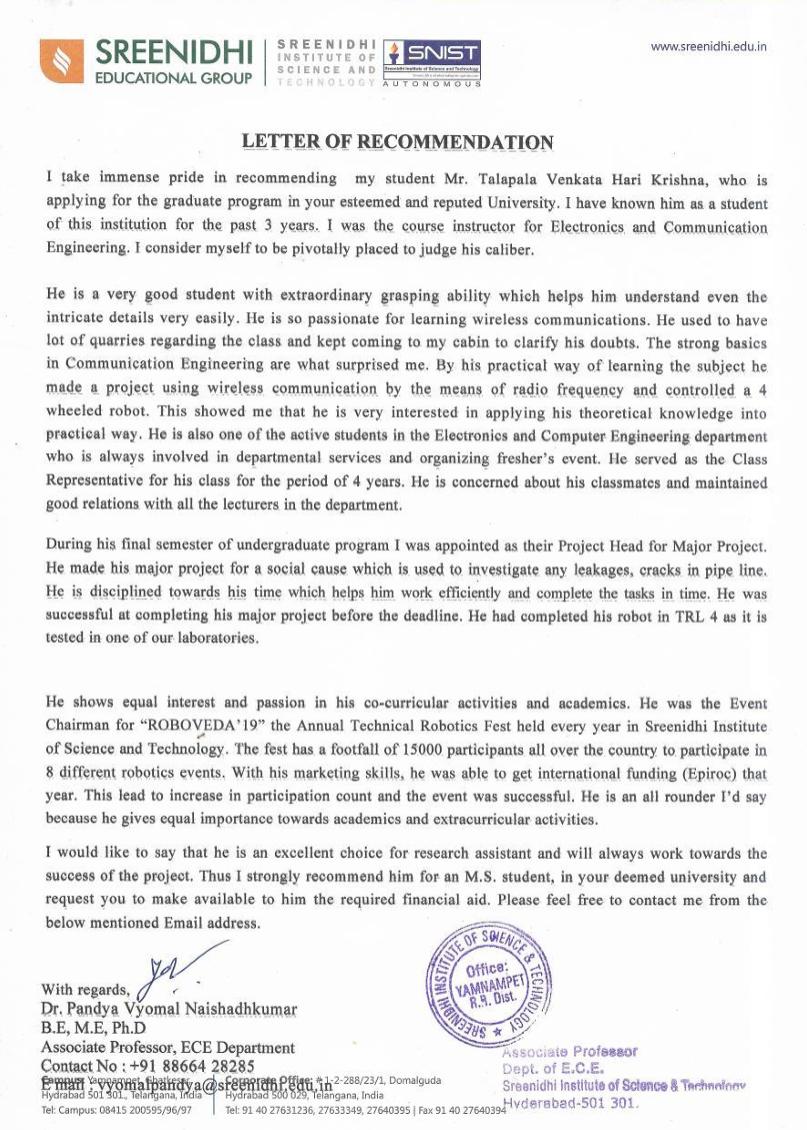 SREENIDHI
EDUCATIONAL GROUP
SREENIDHI
INSTITUTE OF
SCIENCE AND
TECHNOLOGY
SNIST
Sreenidhi Institute of Science and Technology
AUTONOMOUS
www.sreenidhi.edu.in
LETTER OF RECOMMENDATION
I take immense pride in recommending my student Mr. Talapala Venkata Hari Krishna, who is
applying for the graduate program in your esteemed and reputed University. I have known him as a student
of this institution for the past 3 years. I was the course instructor for Electronics and Communication
Engineering. I consider myself to be pivotally placed to judge his caliber.
He is a very good student with extraordinary grasping ability which helps him understand even the
intricate details very easily. He is so passionate for learning wireless communications. He used to have
lot of quarries regarding the class and kept coming to my cabin to clarify his doubts. The strong basics
in Communication Engineering are what surprised me. By his practical way of learning the subject he
made a project using wireless communication by the means of radio frequency and controlled a 4
wheeled robot. This showed me that he is very interested in applying his theoretical knowledge into
practical way. He is also one of the active students in the Electronics and Computer Engineering department
who is always involved in departmental services and organizing fresher's event. He served as the Class
Representative for his class for the period of 4 years. He is concerned about his classmates and maintained
good relations with all the lecturers in the department.
During his final semester of undergraduate program I was appointed as their Project Head for Major Project.
He made his major project for a social cause which is used to investigate any leakages, cracks in pipe line.
He is disciplined towards his time which helps him work efficiently and complete the tasks in time. He was
successful at completing his major project before the deadline. He had completed his robot in TRL 4 as it is
tested in one of our laboratories.
He shows equal interest and passion in his co-curricular activities and academics. He was the Event
Chairman for “ROBOVEDA'19” the Annual Technical Robotics Fest held every year in Sreenidhi Institute
of Science and Technology. The fest has a footfall of 15000 participants all over the country to participate in
8 different robotics events. With his marketing skills, he was able to get international funding (Epiroc) that
year. This lead to increase in participation count and the event was successful. He is an all rounder I'd say
because he gives equal importance towards academics and extracurricular activities.
I would like to say that he is an excellent choice for research assistant and will always work towards the
success of the project. Thus I strongly recommend him for an M.S. student, in your deemed university and
request you to make available to him the required financial aid. Please feel free to contact me from the
below mentioned Email address.
With regards,
Dr. Pandya Vyomal Naishadhkumar
B.E, M.E, Ph.D
Associate Professor, ECE Department
Contact No : +91 88664 28285
E mail : vyomalpandya@sreenidhi.edu.in
SREENIDHI INSTITUTE OF SCIENCE & TECHNOLOGY
Office:
YAMNAMPET
R.R. Dist.
Associate Professor
Dept. of E.C.E.
Sreenidhi Institute of Science & Technology
Hyderabad-501 301.
Campus: Yamnampet, Ghatkesar
Hydrabad 501 301., Telangana, India
Tel: Campus: 08415 200595/96/97
Corporate Office: # 1-2-288/23/1, Domalguda
Hydrabad 500 029, Telangana, India
Tel: 91 40 27631236, 27633349, 27640395 | Fax 91 40 27640394